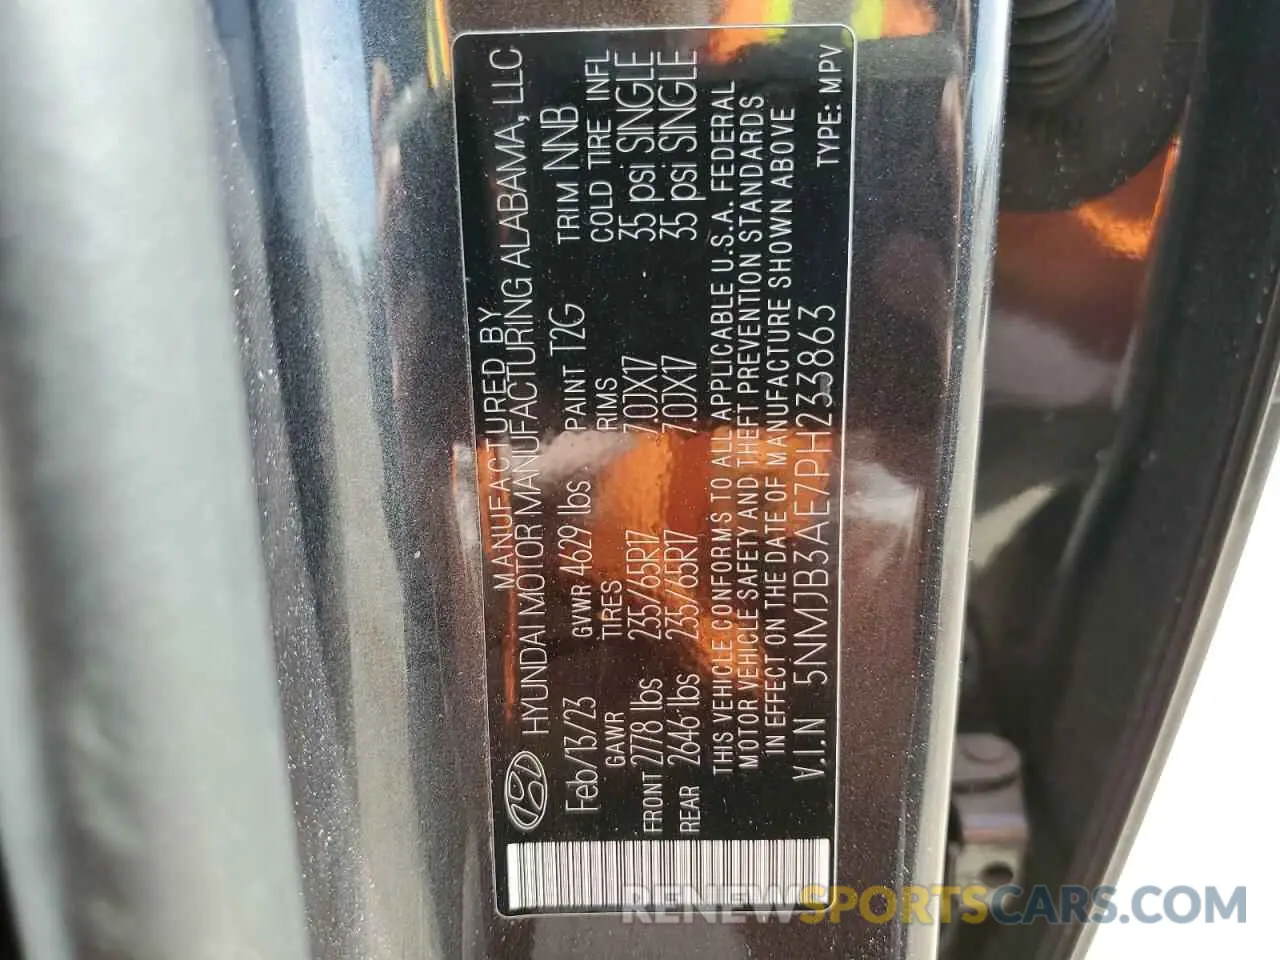 MANUFACTURED BY
HYUNDAI MOTOR MANUFACTURING ALABAMA, LLC
Feb/13/23 GVWR 4629 lbs PAINT T2G TRIM NNB
GAWR TIRES RIMS COLD TIRE INFL
FRONT 2778 lbs 235/65R17 7.0JX17 35 psi SINGLE
REAR 2646 lbs 235/65R17 7.0JX17 35 psi SINGLE
THIS VEHICLE CONFORMS TO ALL APPLICABLE U.S.A. FEDERAL
MOTOR VEHICLE SAFETY AND THEFT PREVENTION STANDARDS
IN EFFECT ON THE DATE OF MANUFACTURE SHOWN ABOVE
V.I.N 5NMJB3AE7PH233863 TYPE: MPV
RENEWSPORTSCARS.COM